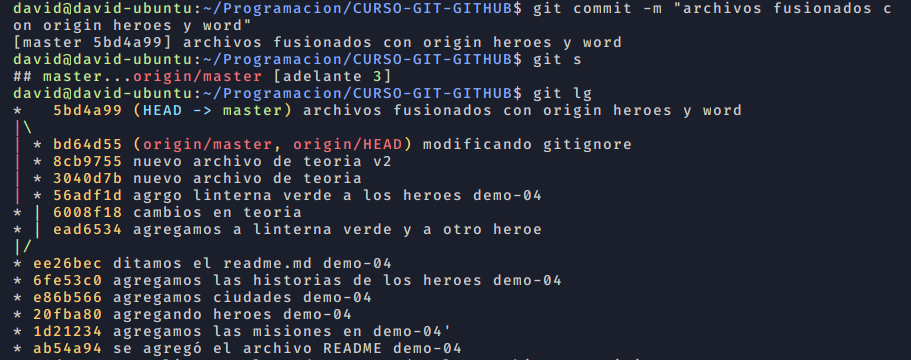 david@david-ubuntu:~/Programacion/CURSO-GIT-GITHUB$ git commit -m "archivos fusionados c
on origin heroes y word"
[master 5bd4a99] archivos fusionados con origin heroes y word
david@david-ubuntu:~/Programacion/CURSO-GIT-GITHUB$ git s
## master...origin/master [adelante 3]
david@david-ubuntu:~/Programacion/CURSO-GIT-GITHUB$ git lg
*   5bd4a99 (HEAD -> master) archivos fusionados con origin heroes y word
|\
| * bd64d55 (origin/master, origin/HEAD) modificando gitignore
| * 8cb9755 nuevo archivo de teoria v2
| * 3040d7b nuevo archivo de teoria
| * 56adf1d agrgo linterna verde a los heroes demo-04
* | 6008f18 cambios en teoria
* | ead6534 agregamos a linterna verde y a otro heroe
|/
* ee26bec ditamos el readme.md demo-04
* 6fe53c0 agregamos las historias de los heroes demo-04
* e86b566 agregamos ciudades demo-04
* 20fba80 agregando heroes demo-04
* 1d21234 agregamos las misiones en demo-04'
* ab54a94 se agregó el archivo README demo-04